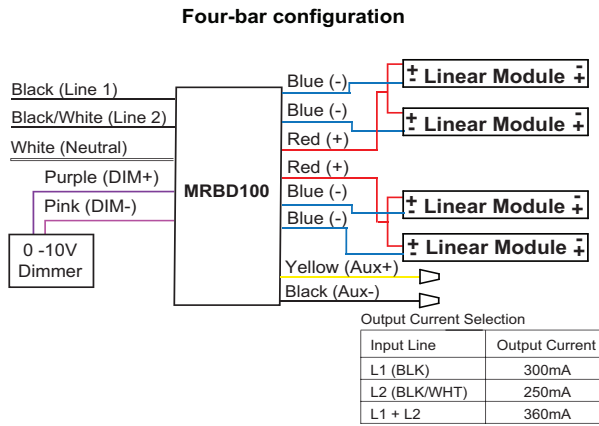 Four-bar configuration
Black (Line 1)
Black/White (Line 2)
White (Neutral)
Purple (DIM+)
Pink (DIM-)
0 -10V
Dimmer
MRBD100
Blue (-)
Blue (-)
Red (+)
Red (+)
Blue (-)
Blue (-)
Yellow (Aux+)
Black (Aux-)
+ - Linear Module - +
+ - Linear Module - +
+ - Linear Module - +
+ - Linear Module - +
Output Current Selection
Input Line Output Current
L1 (BLK) 300mA
L2 (BLK/WHT) 250mA
L1 + L2 360mA